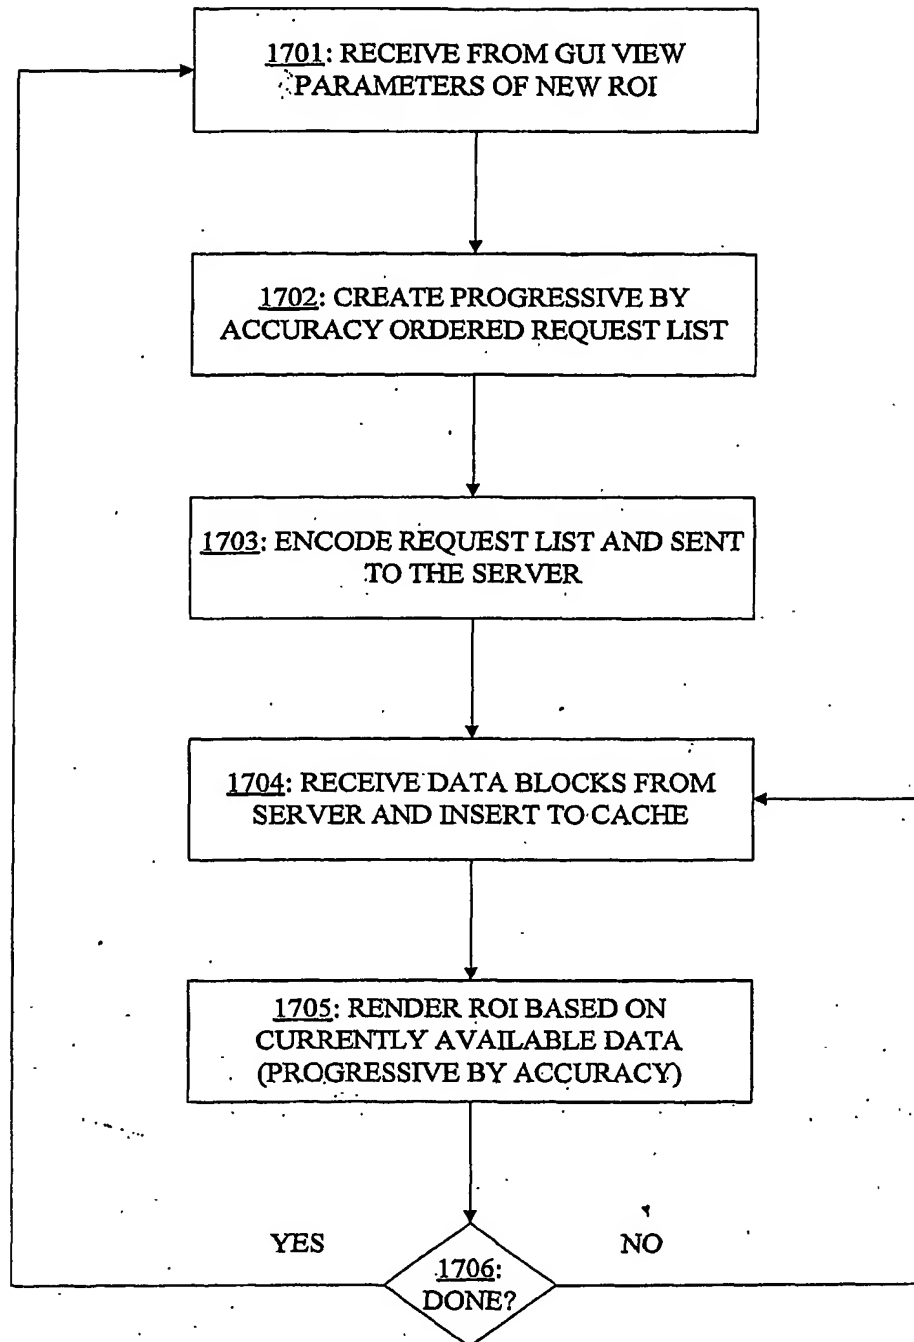 1701: RECEIVE FROM GUI VIEW
PARAMETERS OF NEW ROI
1702: CREATE PROGRESSIVE BY
ACCURACY ORDERED REQUEST LIST
1703: ENCODE REQUEST LIST AND SENT
TO THE SERVER
1704: RECEIVE DATA BLOCKS FROM
SERVER AND INSERT TO CACHE
1705: RENDER ROI BASED ON
CURRENTLY AVAILABLE DATA
(PROGRESSIVE BY ACCURACY)
YES
NO
1706:
DONE?